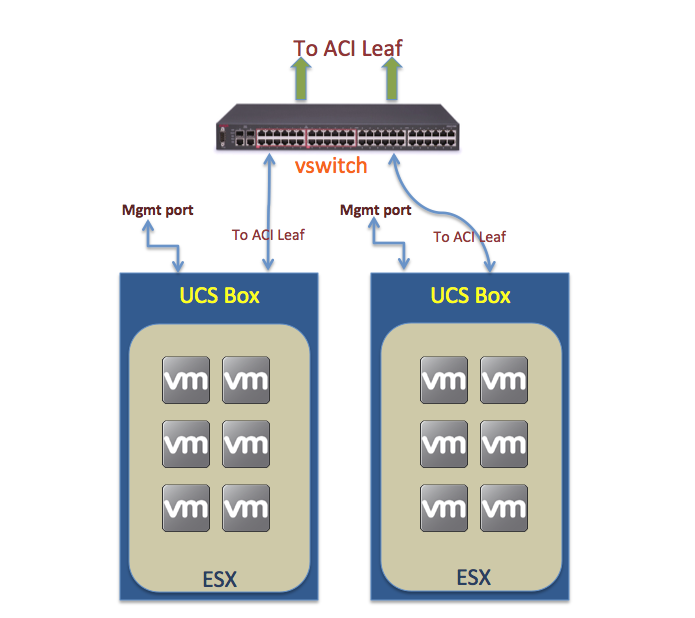 To ACI Leaf
vswitch
Mgmt port
To ACI Leaf
Mgmt port
To ACI Leaf
UCS Box
vm vm
vm vm
vm vm
ESX
UCS Box
vm vm
vm vm
vm vm
ESX